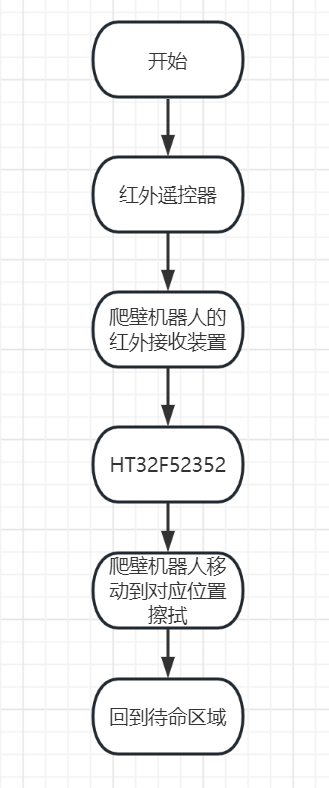 开始
红外遥控器
爬壁机器人的
红外接收装置
HT32F52352
爬壁机器人移
动到对应位置
擦拭
回到待命区域